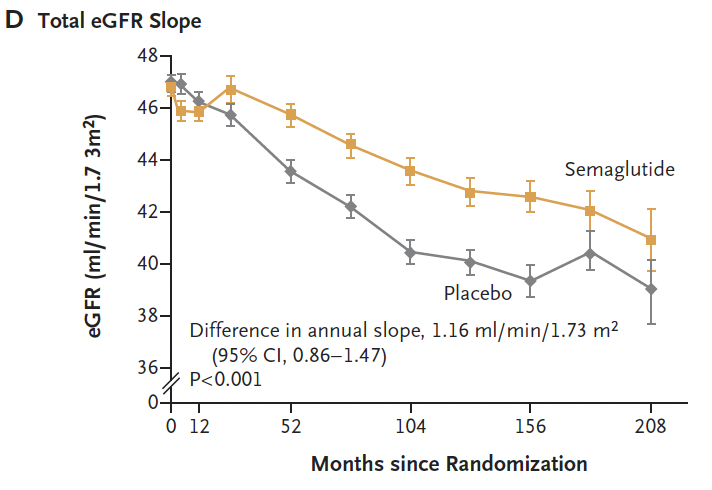 D Total eGFR Slope
48
46
44
42
40
38
36
0
eGFR (ml/min/1.7 3m²)
Semaglutide
Placebo
Difference in annual slope, 1.16 ml/min/1.73 m²
(95% CI, 0.86–1.47)
P<0.001
0 12 52 104 156 208
Months since Randomization